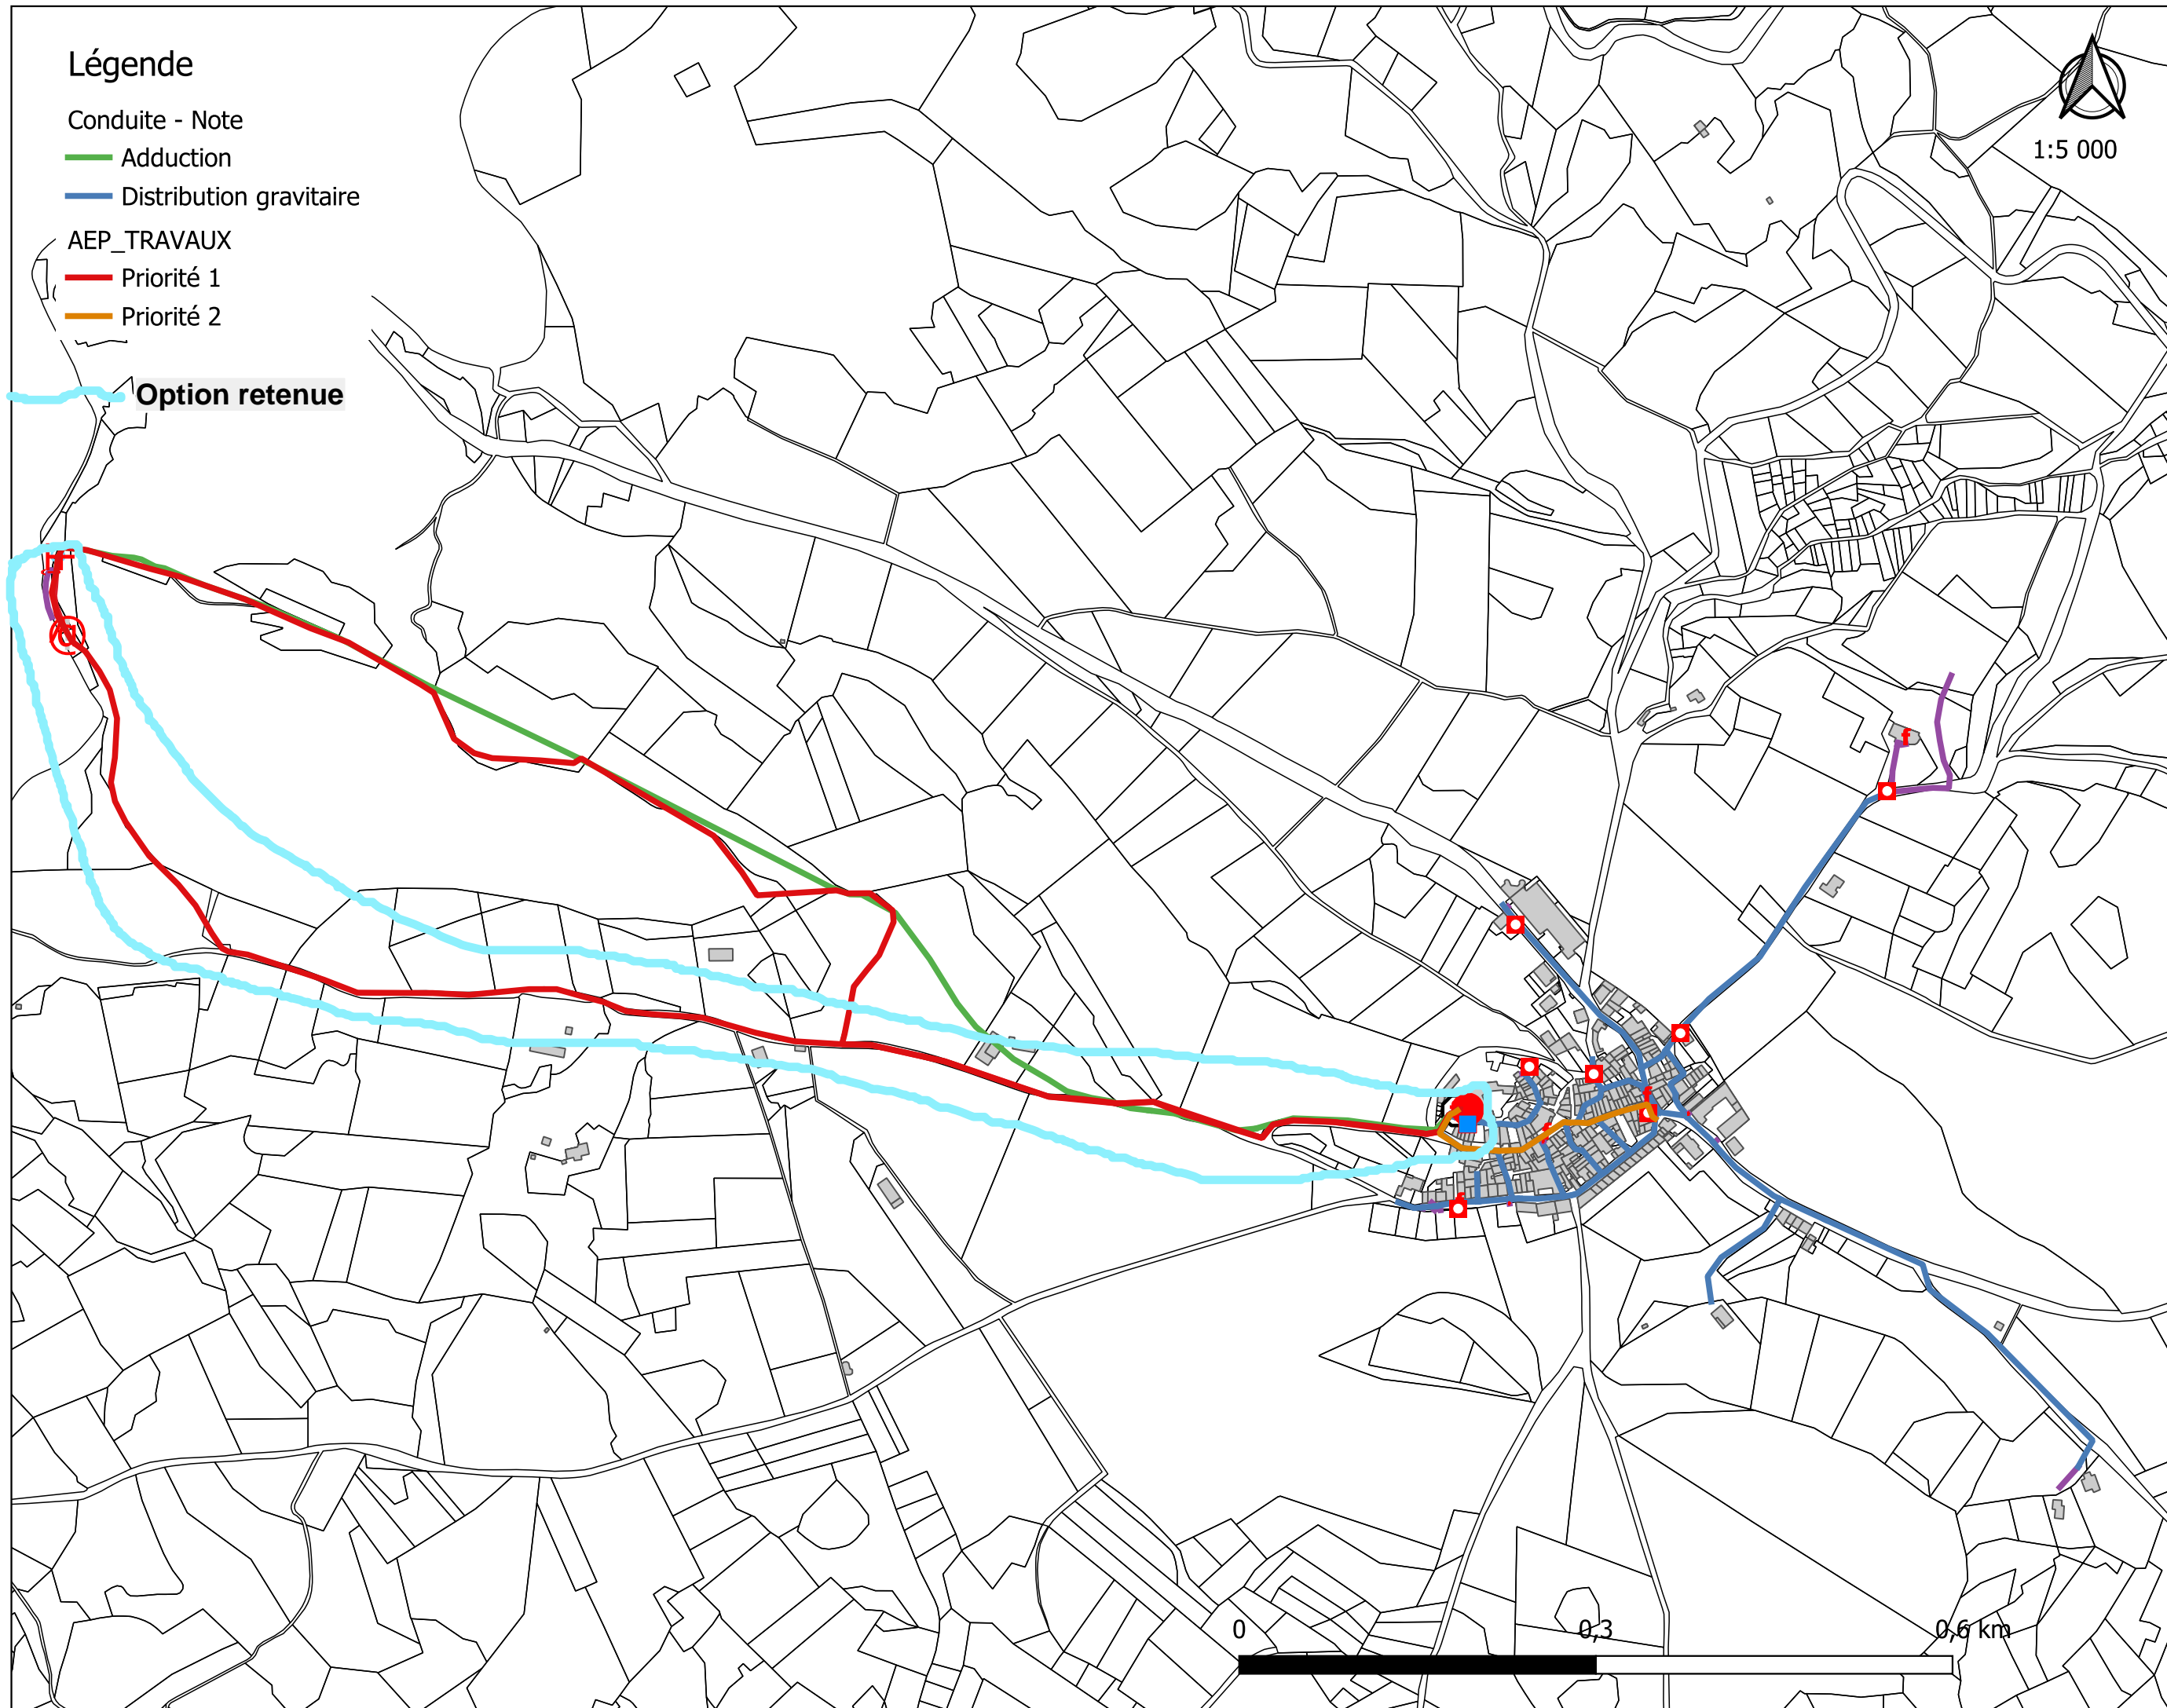 Légende
Conduite - Note
Adduction
Distribution gravitaire
AEP_TRAVAUX
Priorité 1
Priorité 2
Option retenue
1:5 000
0 0,3 0,6 km